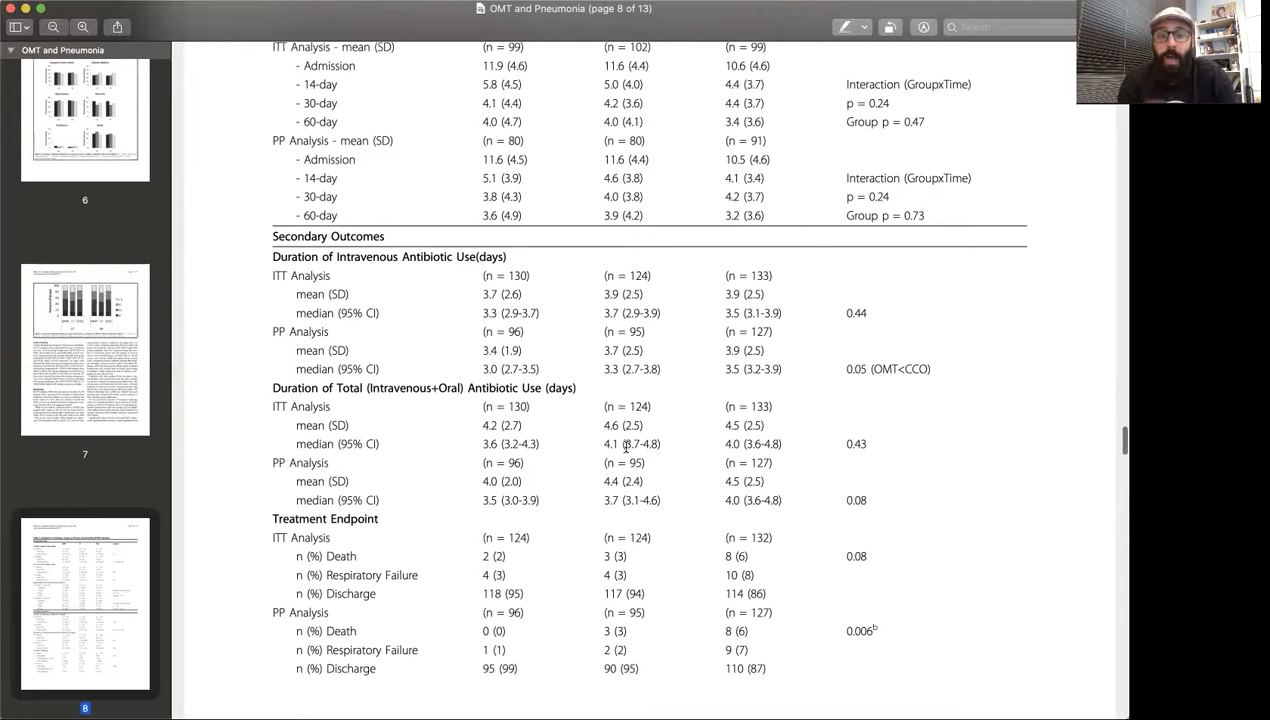 OMT and Pneumonia (page 8 of 13)
Search
OMT and Pneumonia
6
7
8
ITT Analysis - mean (SD) (n = 99) (n = 102) (n = 99)
- Admission 11.9 (4.6) 11.6 (4.4) 10.6 (4.6)
- 14-day 5.8 (4.5) 5.0 (4.0) 4.4 (3.7) Interaction (GroupxTime)
- 30-day 4.1 (4.4) 4.2 (3.6) 4.4 (3.7) p = 0.24
- 60-day 4.0 (4.7) 4.0 (4.1) 3.4 (3.6) Group p = 0.47
PP Analysis - mean (SD) (n = 80) (n = 80) (n = 91)
- Admission 11.6 (4.5) 11.6 (4.4) 10.5 (4.6)
- 14-day 5.1 (3.9) 4.6 (3.8) 4.1 (3.4) Interaction (GroupxTime)
- 30-day 3.8 (4.3) 4.0 (3.8) 4.2 (3.7) p = 0.24
- 60-day 3.6 (4.9) 3.9 (4.2) 3.2 (3.6) Group p = 0.73
Secondary Outcomes
Duration of Intravenous Antibiotic Use(days)
ITT Analysis (n = 130) (n = 124) (n = 133)
mean (SD) 3.7 (2.6) 3.9 (2.5) 3.9 (2.5)
median (95% CI) 3.3 (2.9-3.7) 3.7 (2.9-3.9) 3.5 (3.1-3.9) 0.44
PP Analysis (n = 96) (n = 95) (n = 127)
mean (SD) 3.2 (1.9) 3.7 (2.5) 3.9 (2.5)
median (95% CI) 3.0 (2.7-3.5) 3.3 (2.7-3.8) 3.5 (3.2-3.9) 0.05 (OMT<CCO)
Duration of Total (Intravenous+Oral) Antibiotic Use (days)
ITT Analysis (n = 130) (n = 124) (n = 133)
mean (SD) 4.2 (2.7) 4.6 (2.5) 4.5 (2.5)
median (95% CI) 3.6 (3.2-4.3) 4.1 (3.7-4.8) 4.0 (3.6-4.8) 0.43
PP Analysis (n = 96) (n = 95) (n = 127)
mean (SD) 4.0 (2.0) 4.4 (2.4) 4.5 (2.5)
median (95% CI) 3.5 (3.0-3.9) 3.7 (3.1-4.6) 4.0 (3.6-4.8) 0.08
Treatment Endpoint
ITT Analysis (n = 124) (n = 124) (n = 132)
n (%) Death 2 (2) 3 (3) 8 (6) 0.08
n (%) Respiratory Failure 4 (3) 4 (3) 10 (8)
n (%) Discharge 118 (95) 117 (94) 114 (86)
PP Analysis (n = 96) (n = 95) (n = 127)
n (%) Death 0 (0) 3 (3) 8 (6) 0.006b
n (%) Respiratory Failure 1 (1) 2 (2) 9 (7)
n (%) Discharge 95 (99) 90 (95) 110 (87)